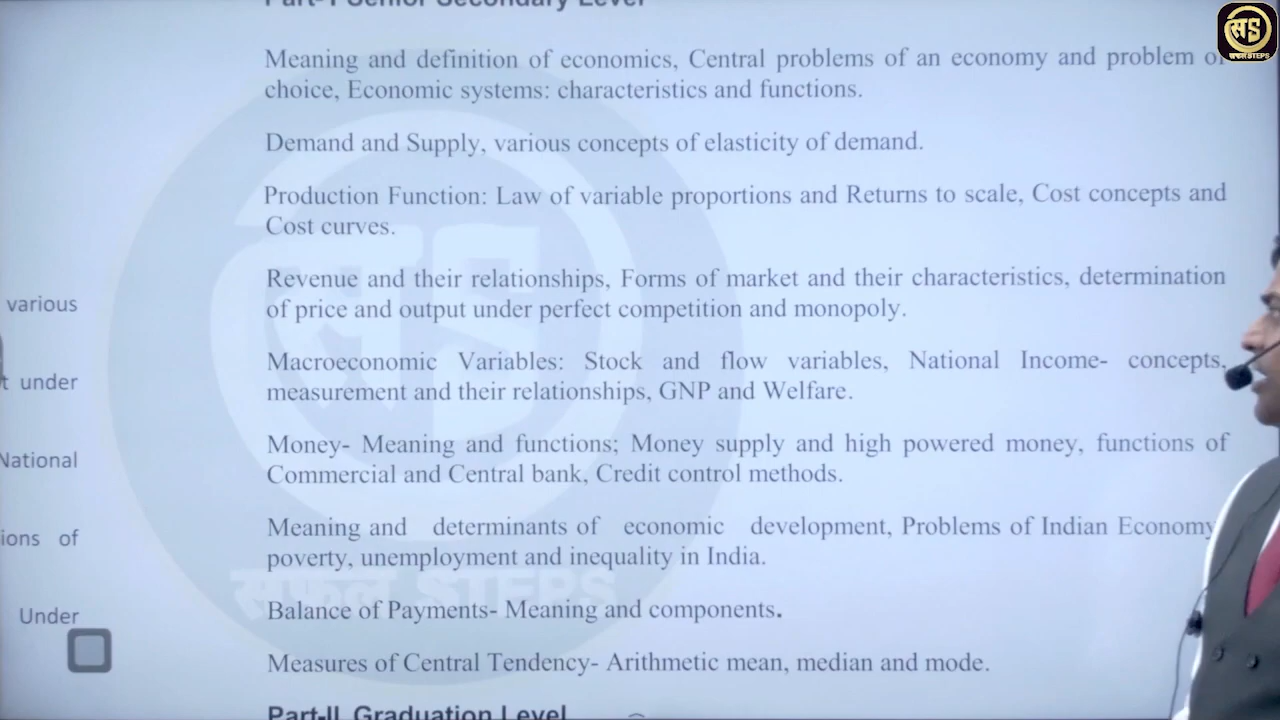 Part-I Senior Secondary Level
Meaning and definition of economics, Central problems of an economy and problem of
choice, Economic systems: characteristics and functions.
Demand and Supply, various concepts of elasticity of demand.
Production Function: Law of variable proportions and Returns to scale, Cost concepts and
Cost curves.
Revenue and their relationships, Forms of market and their characteristics, determination
of price and output under perfect competition and monopoly.
Macroeconomic Variables: Stock and flow variables, National Income- concepts,
measurement and their relationships, GNP and Welfare.
Money- Meaning and functions; Money supply and high powered money, functions of
Commercial and Central bank, Credit control methods.
Meaning and determinants of economic development, Problems of Indian Economy
poverty, unemployment and inequality in India.
Balance of Payments- Meaning and components.
Measures of Central Tendency- Arithmetic mean, median and mode.
Part-II Graduation Level
various
t under
National
ions of
Under
सS
सफल STEPS
सS
सफल STEPS